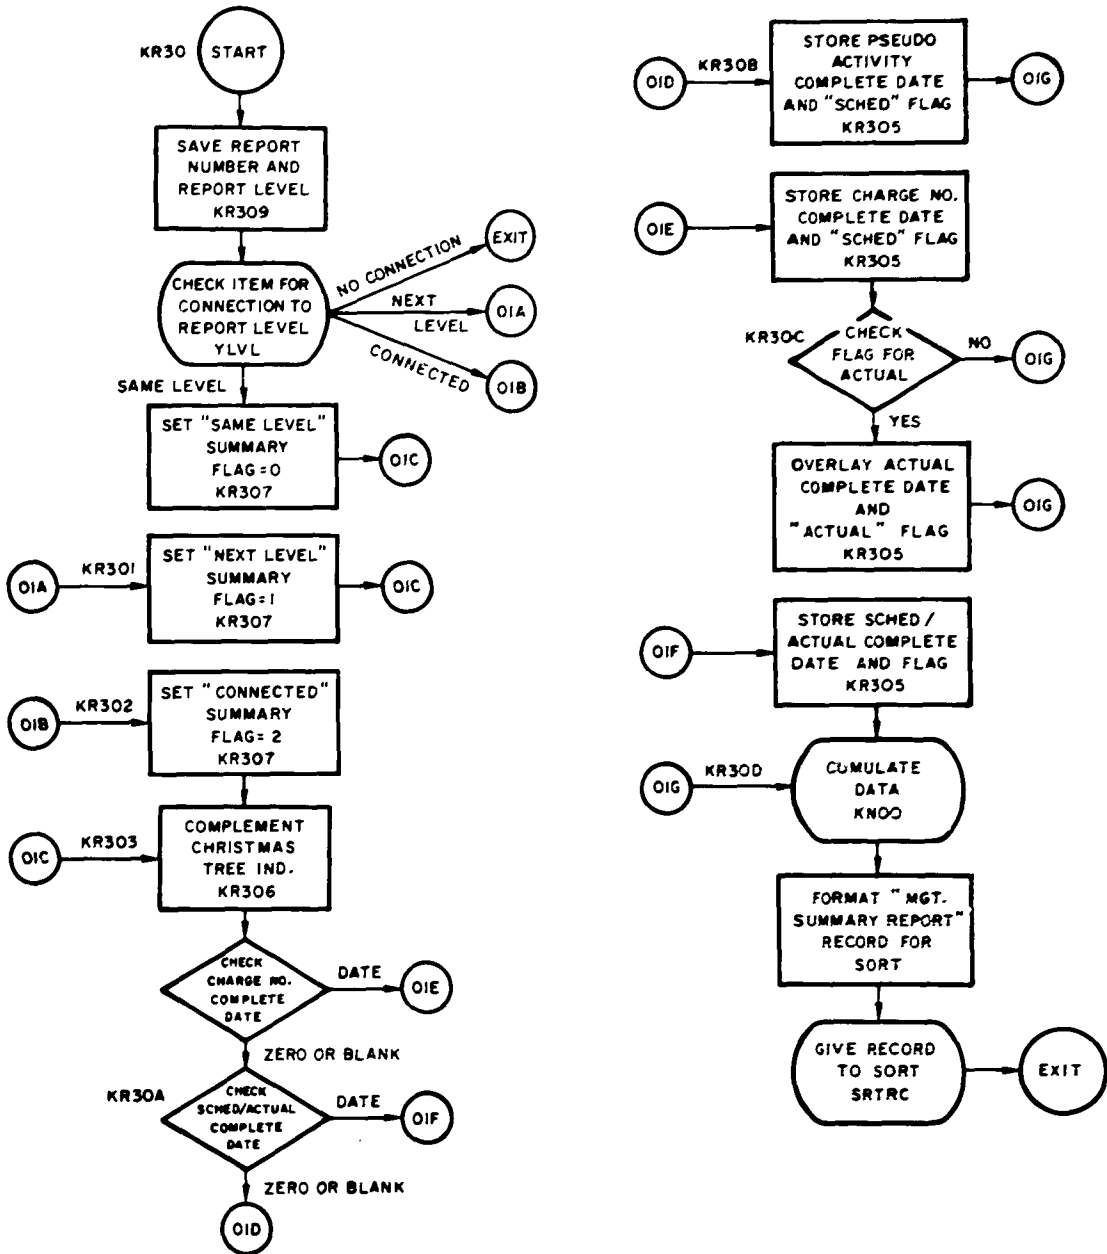 KR30
START
SAVE REPORT
NUMBER AND
REPORT LEVEL
KR309
CHECK ITEM FOR
CONNECTION TO
REPORT LEVEL
YLVL
NO CONNECTION
EXIT
NEXT
LEVEL
01A
CONNECTED
01B
SAME LEVEL
SET "SAME LEVEL"
SUMMARY
FLAG=0
KR307
01C
01A
KR301
SET "NEXT LEVEL"
SUMMARY
FLAG=1
KR307
01C
01B
KR302
SET "CONNECTED"
SUMMARY
FLAG=2
KR307
01C
KR303
COMPLEMENT
CHRISTMAS
TREE IND.
KR306
CHECK
CHARGE NO.
COMPLETE
DATE
DATE
01E
ZERO OR BLANK
KR30A
CHECK
SCHED/ACTUAL
COMPLETE
DATE
DATE
01F
ZERO OR BLANK
01D
01D
KR30B
STORE PSEUDO
ACTIVITY
COMPLETE DATE
AND "SCHED" FLAG
KR305
01G
01E
STORE CHARGE NO.
COMPLETE DATE
AND "SCHED" FLAG
KR305
KR30C
CHECK
FLAG FOR
ACTUAL
NO
01G
YES
OVERLAY ACTUAL
COMPLETE DATE
AND
"ACTUAL" FLAG
KR305
01G
01F
STORE SCHED/
ACTUAL COMPLETE
DATE AND FLAG
KR305
01G
KR30D
CUMULATE
DATA
KN00
FORMAT "MGT.
SUMMARY REPORT"
RECORD FOR
SORT
GIVE RECORD
TO SORT
SRTRC
EXIT